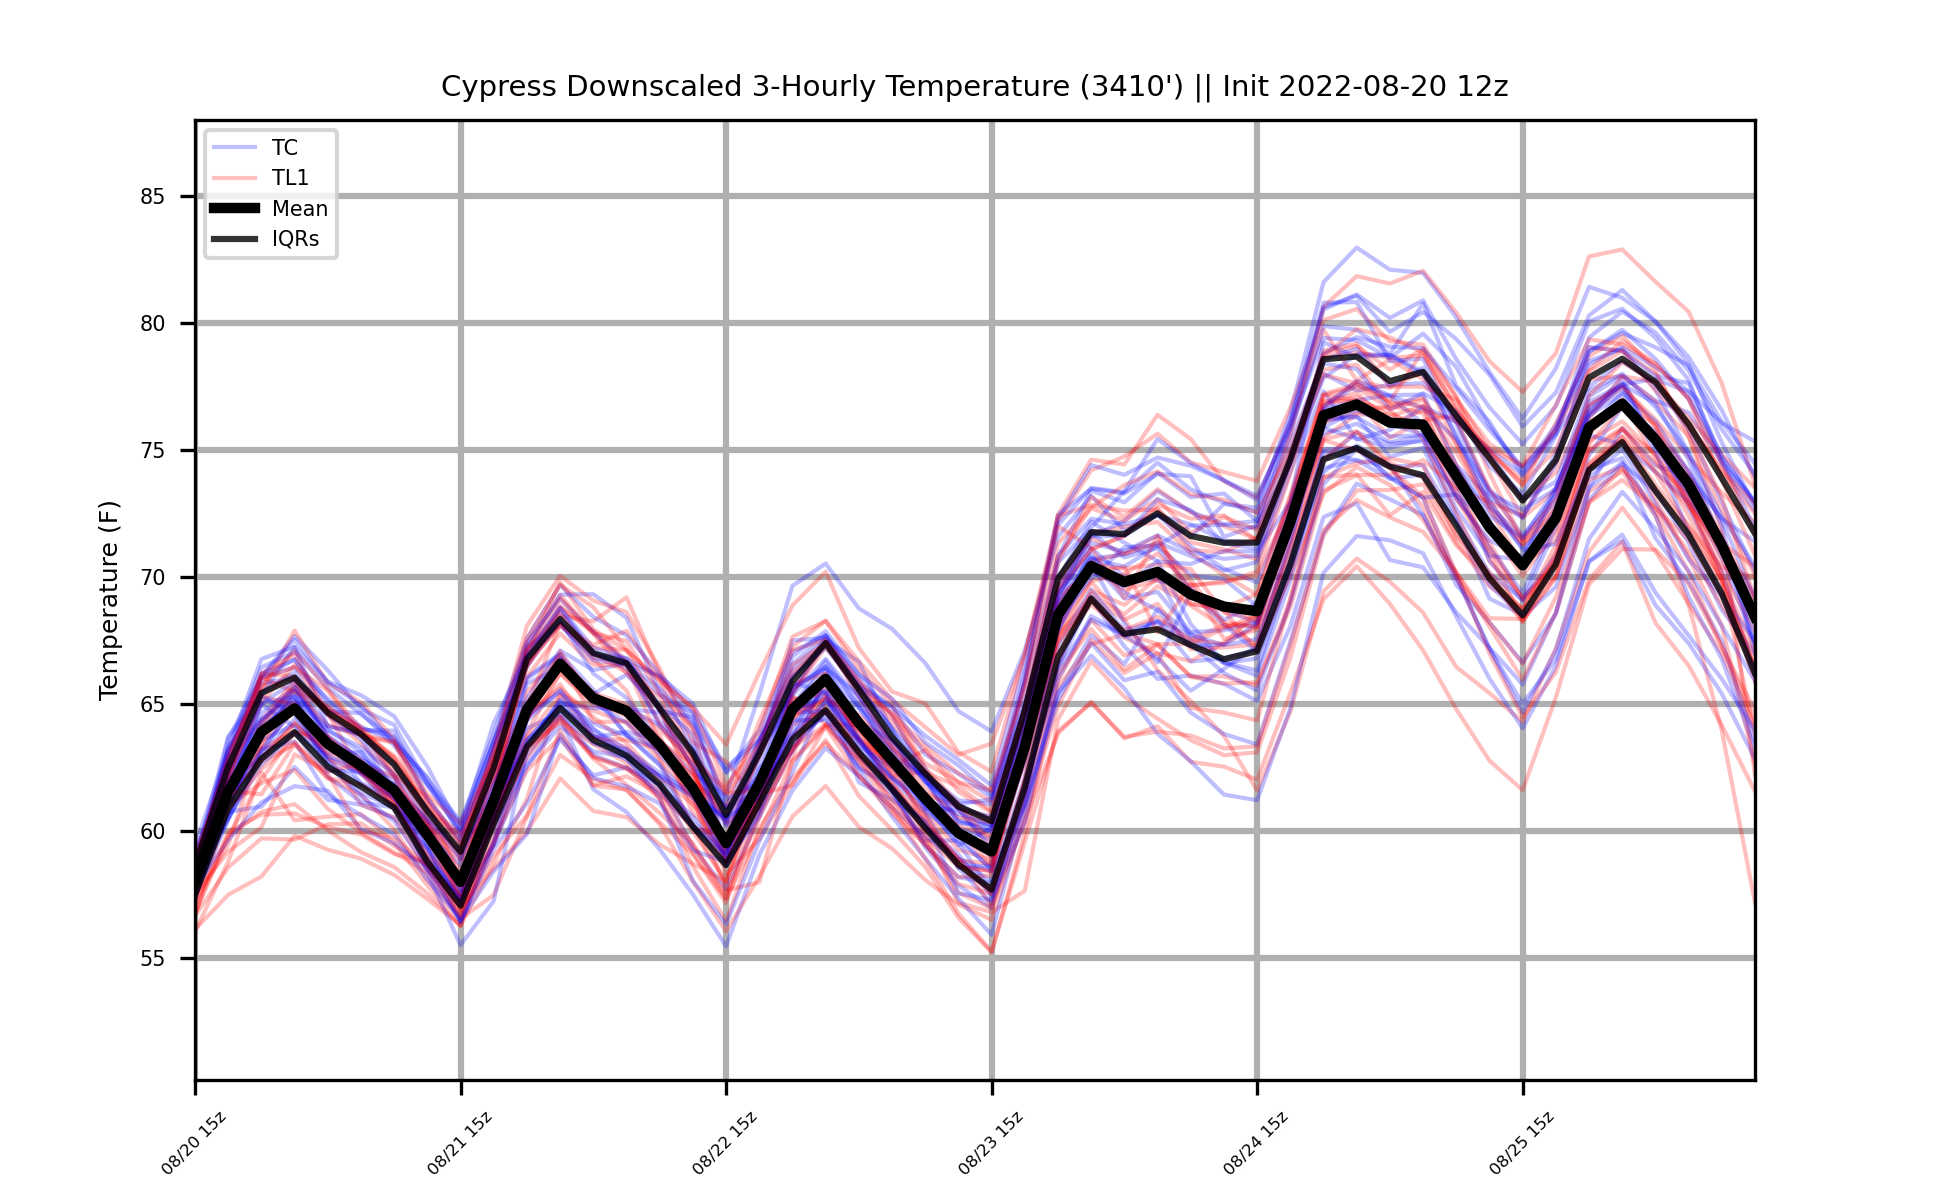 Cypress Downscaled 3-Hourly Temperature (3410') || Init 2022-08-20 12z
TC
TL1
Mean
IQRs
Temperature (F)
85
80
75
70
65
60
55
08/20 15z
08/21 15z
08/22 15z
08/23 15z
08/24 15z
08/25 15z